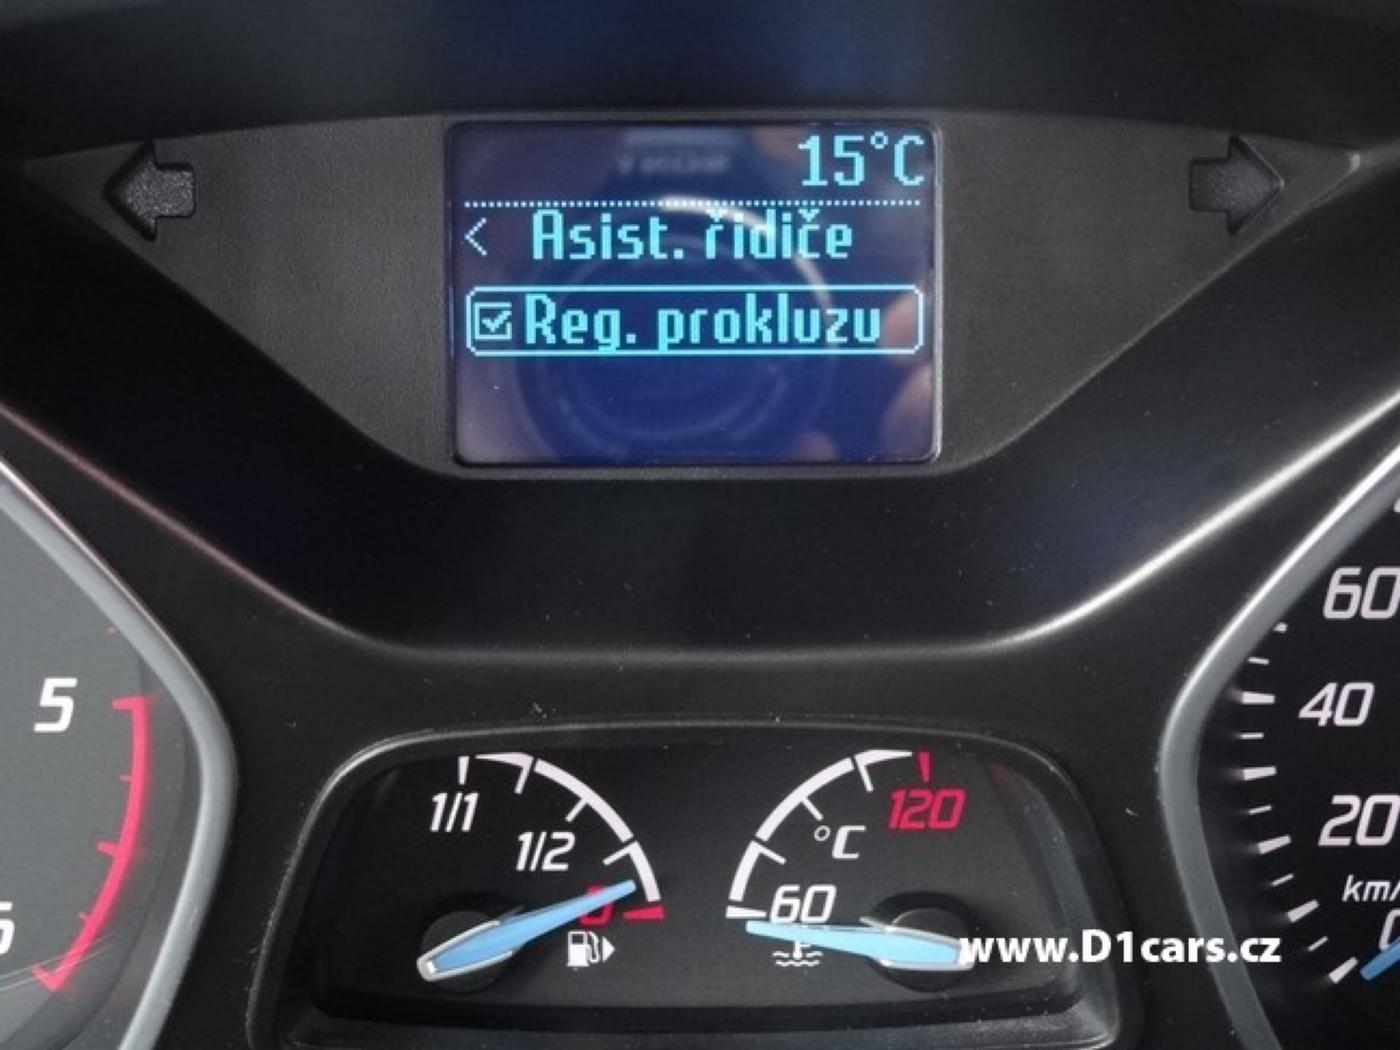 15°C
< Asist. řidiče
Reg. prokluzu
5
60
40
20
km/
1/1
1/2
0
°C
120
60
www.D1cars.cz